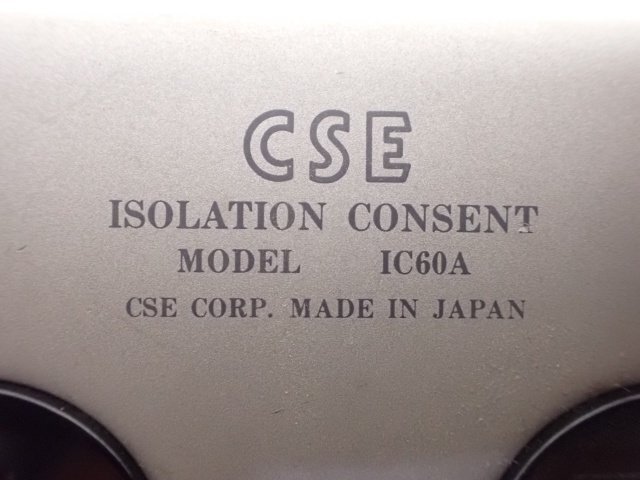 CSE
ISOLATION CONSENT
MODEL IC60A
CSE CORP. MADE IN JAPAN